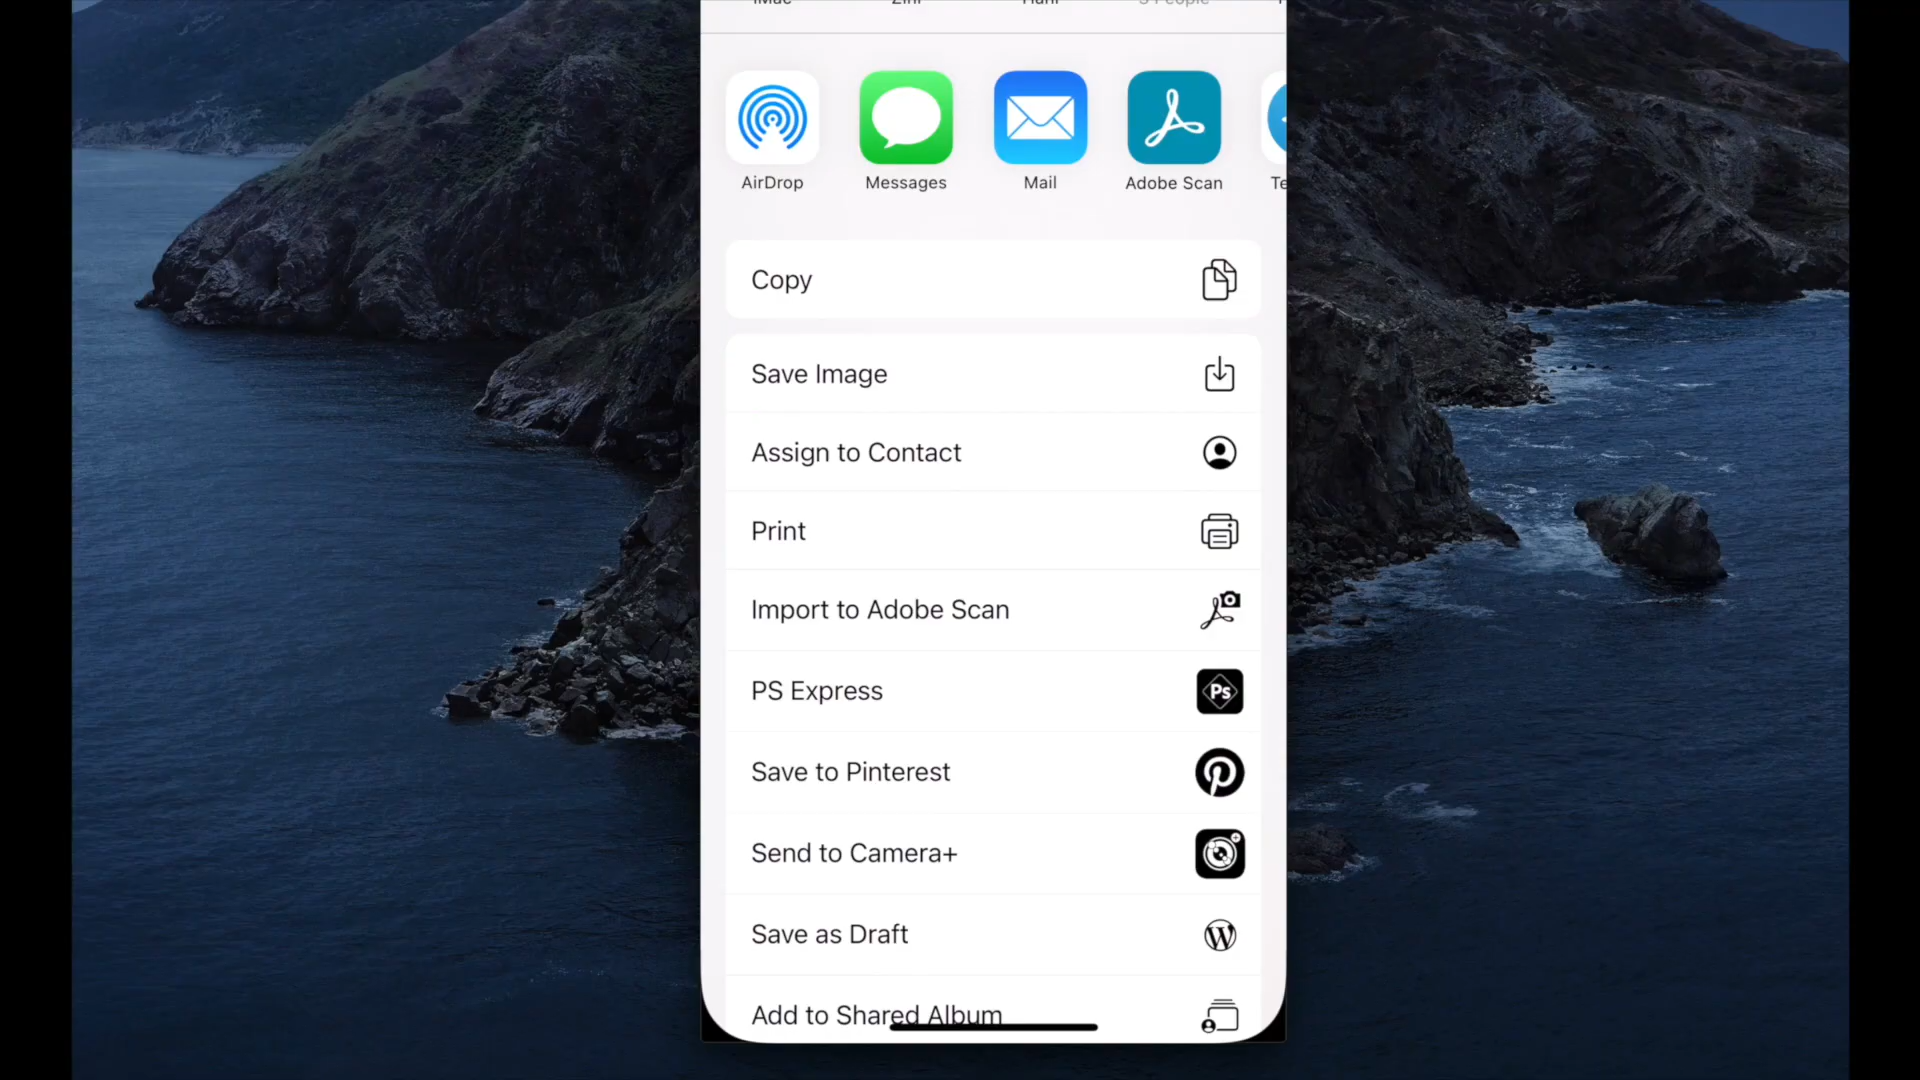 AirDrop Messages Mail Adobe Scan
Copy
Save Image
Assign to Contact
Print
Import to Adobe Scan
PS Express
Ps
Save to Pinterest
Send to Camera+
Save as Draft
Add to Shared Album